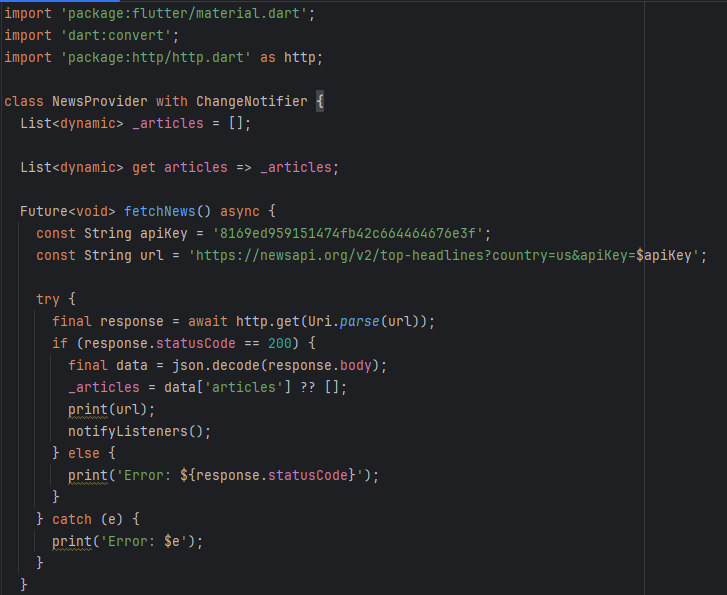 import 'package:flutter/material.dart';
import 'dart:convert';
import 'package:http/http.dart' as http;
class NewsProvider with ChangeNotifier {
List<dynamic> _articles = [];
List<dynamic> get articles => _articles;
Future<void> fetchNews() async {
const String apiKey = '8169ed959151474fb42c664464676e3f';
const String url = 'https://newsapi.org/v2/top-headlines?country=us&apiKey=$apiKey';
try {
final response = await http.get(Uri.parse(url));
if (response.statusCode == 200) {
final data = json.decode(response.body);
_articles = data['articles'] ?? [];
print(url);
notifyListeners();
} else {
print('Error: ${response.statusCode}');
}
} catch (e) {
print('Error: $e');
}
}